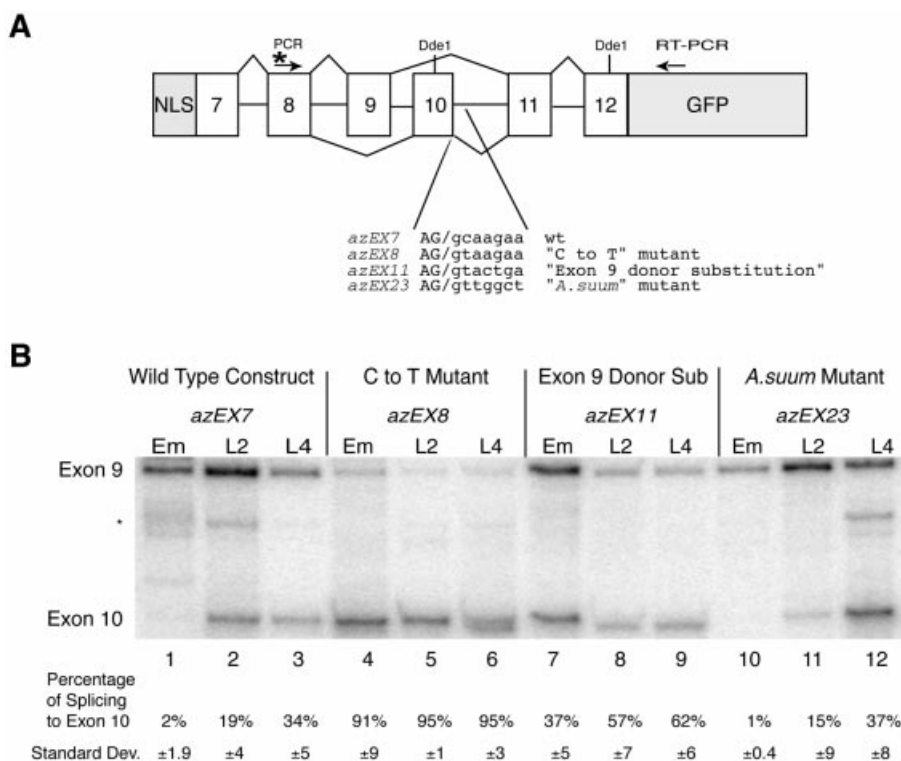 A
PCR
*
Dde1
Dde1
RT-PCR
NLS 7 8 9 10 11 12 GFP
azEX7 AG/gcaagaa wt
azEX8 AG/gtaagaa "C to T" mutant
azEX11 AG/gtactga "Exon 9 donor substitution"
azEX23 AG/gttggct "A.suum" mutant
B
Wild Type Construct C to T Mutant Exon 9 Donor Sub A.suum Mutant
azEX7 azEX8 azEX11 azEX23
Em L2 L4 Em L2 L4 Em L2 L4 Em L2 L4
Exon 9
*
Exon 10
1 2 3 4 5 6 7 8 9 10 11 12
Percentage
of Splicing
to Exon 10 2% 19% 34% 91% 95% 95% 37% 57% 62% 1% 15% 37%
Standard Dev. ±1.9 ±4 ±5 ±9 ±1 ±3 ±5 ±7 ±6 ±0.4 ±9 ±8